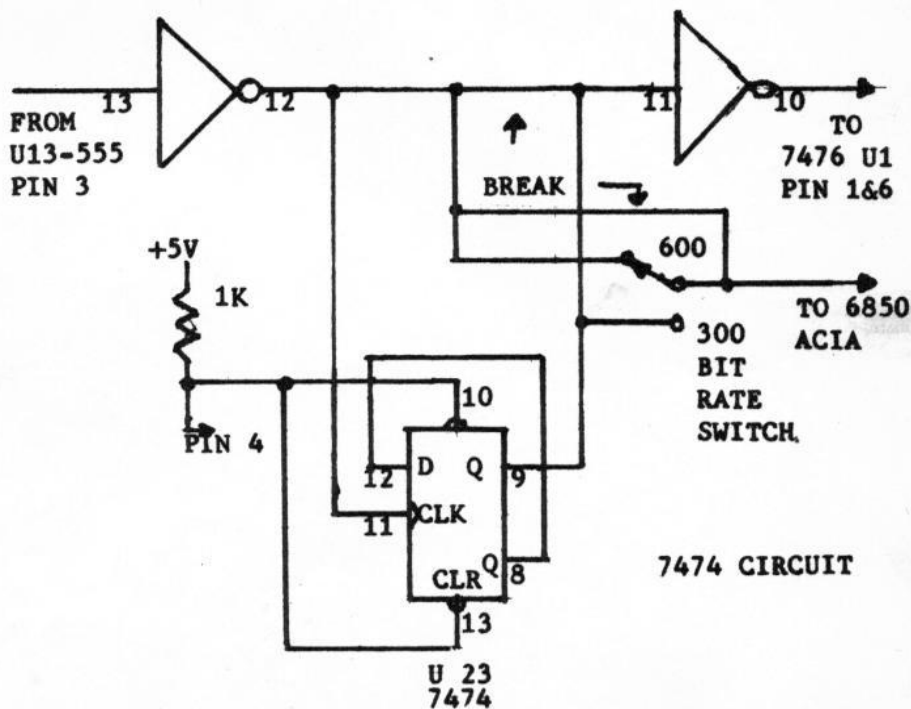 13
12
11
10
FROM
U13-555
PIN 3
TO
7476 U1
PIN 1&6
BREAK
600
+5V
1K
TO 6850
ACIA
300
BIT
RATE
SWITCH.
PIN 4
10
12
D
Q
9
11
CLK
Q
8
CLR
13
7474 CIRCUIT
U 23
7474